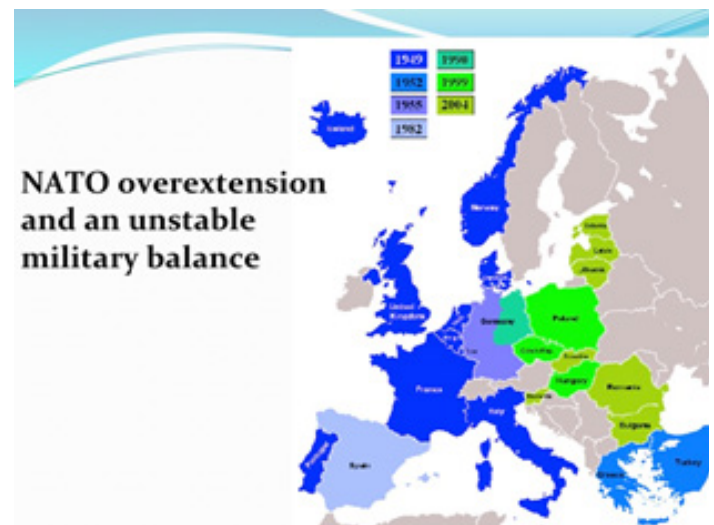 1949 1990
1952 1999
1955 2004
1982
Iceland
NATO overextension
and an unstable
military balance
Norway
Estonia
Latvia
United
Kingdom
Germany
Poland
France
Hungary
Romania
Italy
Bulgaria
Spain
Greece
Turkey